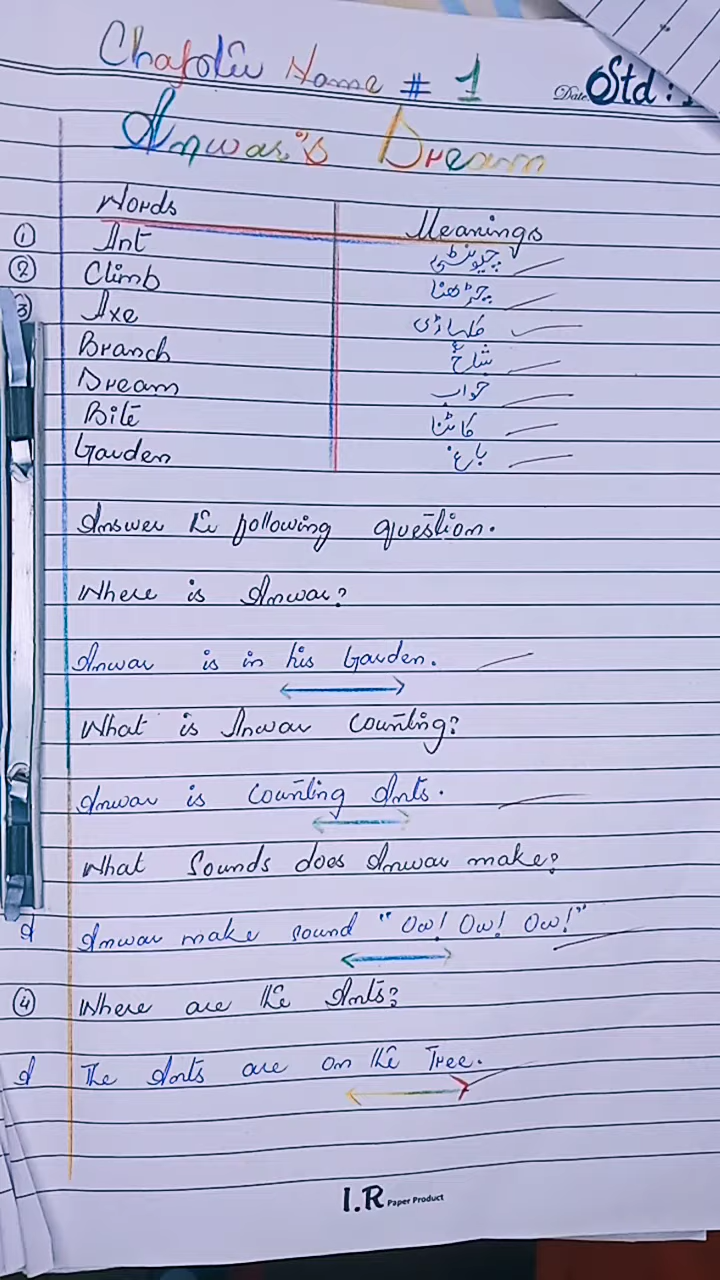 Chapter Name # 1
Date: Std :
Anwar's Dream
Words Meanings
① Ant چیونٹی
② Climb چڑھنا
3 Axe کلہاڑی
Branch شاخ
Dream خواب
Bite کاٹنا
Garden باغ
Answer the following question.
Where is Anwar?
Anwar is in his Garden.
What is Anwar Counting?
Anwar is Counting Ants.
What Sounds does Anwar make?
A Anwar make sound "Ow! Ow! Ow!"
④ Where are the Ants?
A The Ants are on the Tree.
I.R Paper Product